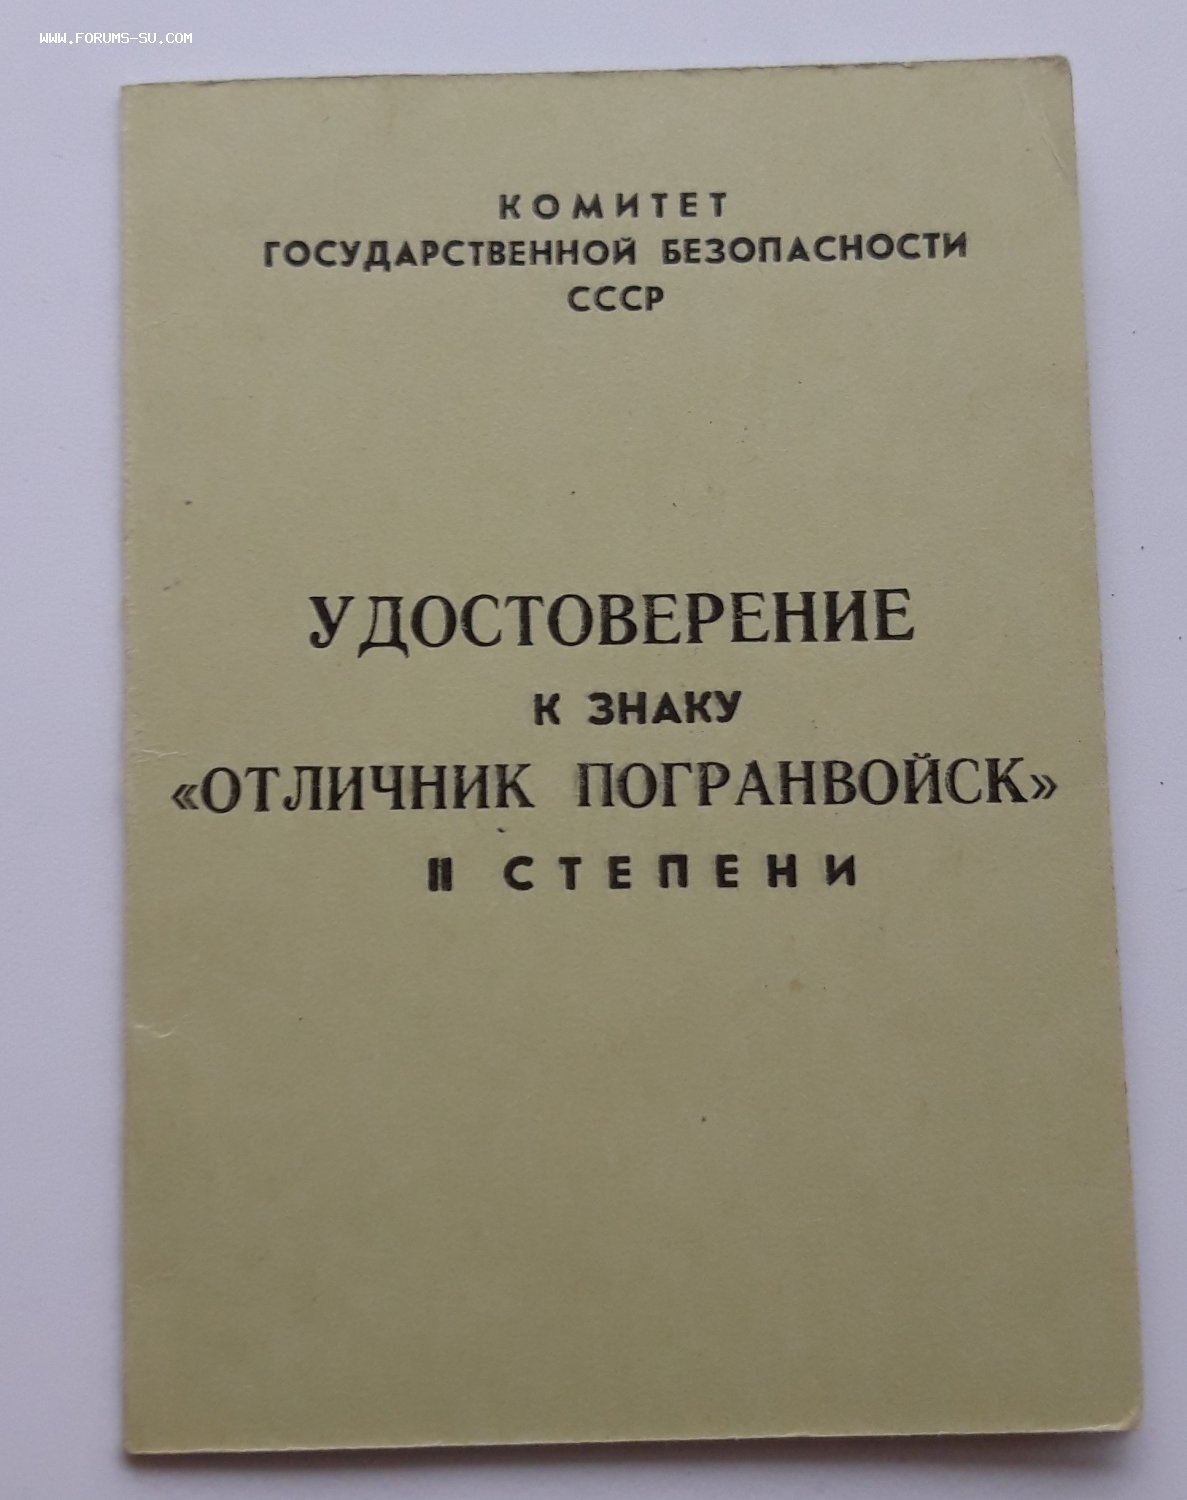 WWW.FORUMS-SU.COM
КОМИТЕТ
ГОСУДАРСТВЕННОЙ БЕЗОПАСНОСТИ
СССР
УДОСТОВЕРЕНИЕ
К ЗНАКУ
«ОТЛИЧНИК ПОГРАНВОЙСК»
II СТЕПЕНИ